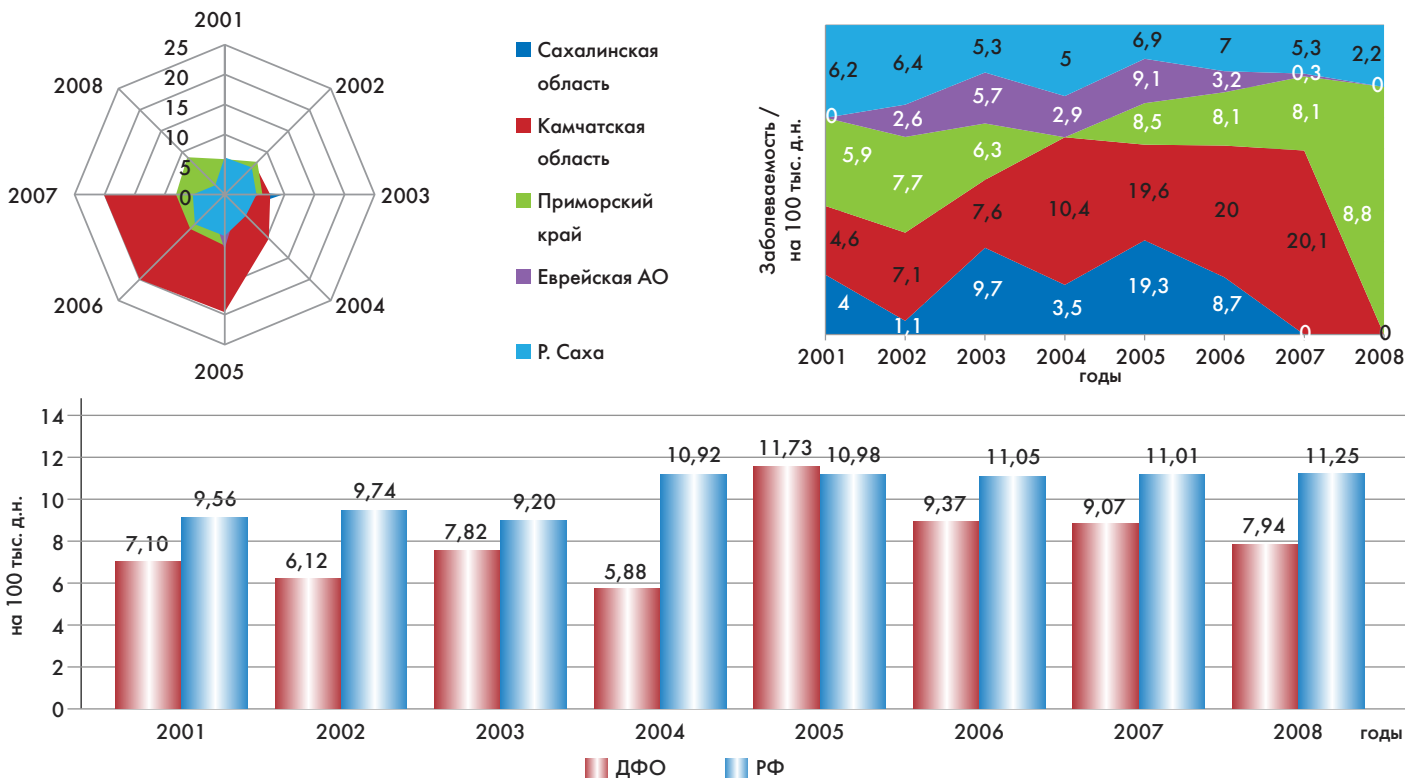 2001
2002
2003
2004
2005
2006
2007
2008
25
20
15
10
5
0
Сахалинская
область
Камчатская
область
Приморский
край
Еврейская АО
Р. Саха
Заболеваемость /
на 100 тыс. д.н.
6,2 6,4 5,3 5 6,9 7 5,3 2,2
0 2,6 5,7 2,9 9,1 3,2 0,3 0
5,9 7,7 6,3 8,5 8,1 8,1 8,8
4,6 7,1 7,6 10,4 19,6 20 20,1 0
4 1,1 9,7 3,5 19,3 8,7 0
2001 2002 2003 2004 2005 2006 2007 2008
годы
на 100 тыс. д.н.
14
12
10
8
6
4
2
0
7,10 9,56 6,12 9,74 7,82 9,20 5,88 10,92 11,73 10,98 9,37 11,05 9,07 11,01 7,94 11,25
2001 2002 2003 2004 2005 2006 2007 2008 годы
ДФО РФ